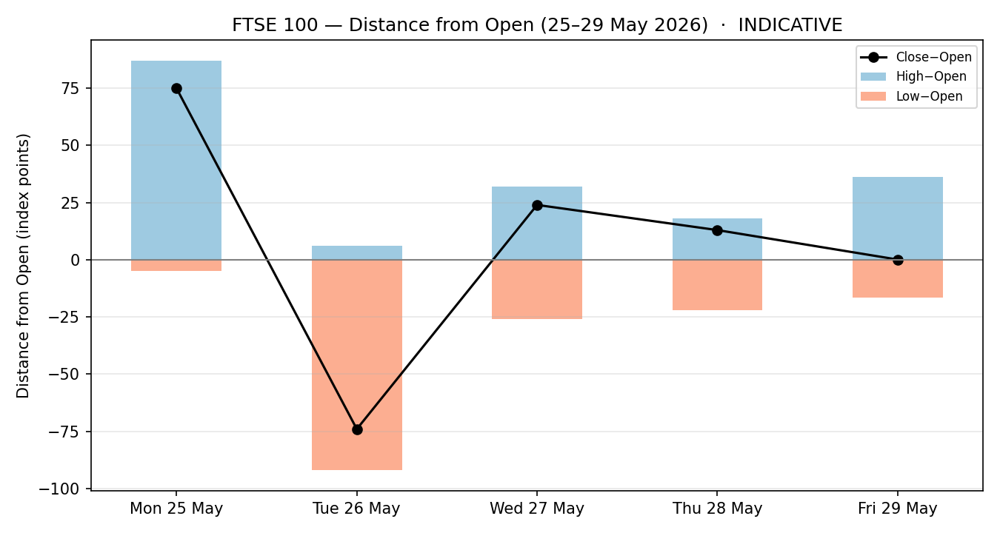 FTSE 100 — Distance from Open (25–29 May 2026)  ·  INDICATIVE
Close−Open
High−Open
Low−Open
Distance from Open (index points)
75
50
25
0
−25
−50
−75
−100
Mon 25 May
Tue 26 May
Wed 27 May
Thu 28 May
Fri 29 May